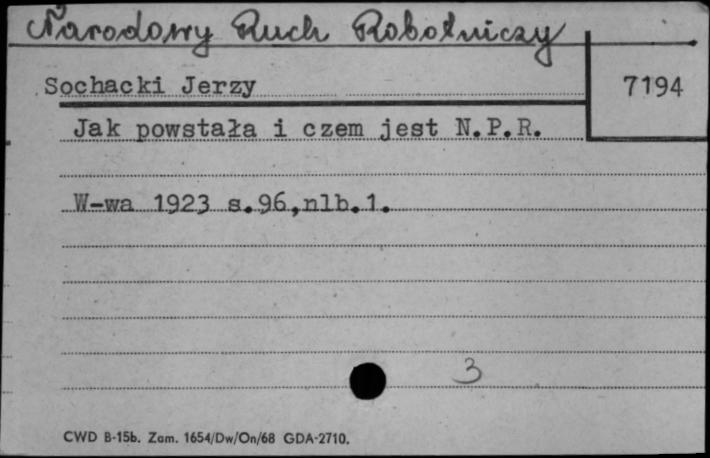 Narodowy Ruch Robotniczy
Sochacki Jerzy
7194
Jak powstała i czem jest N.P.R.
W-wa 1923 s.96,nlb.1.
3
CWD B-15b. Zam. 1654/Dw/On/68 GDA-2710.